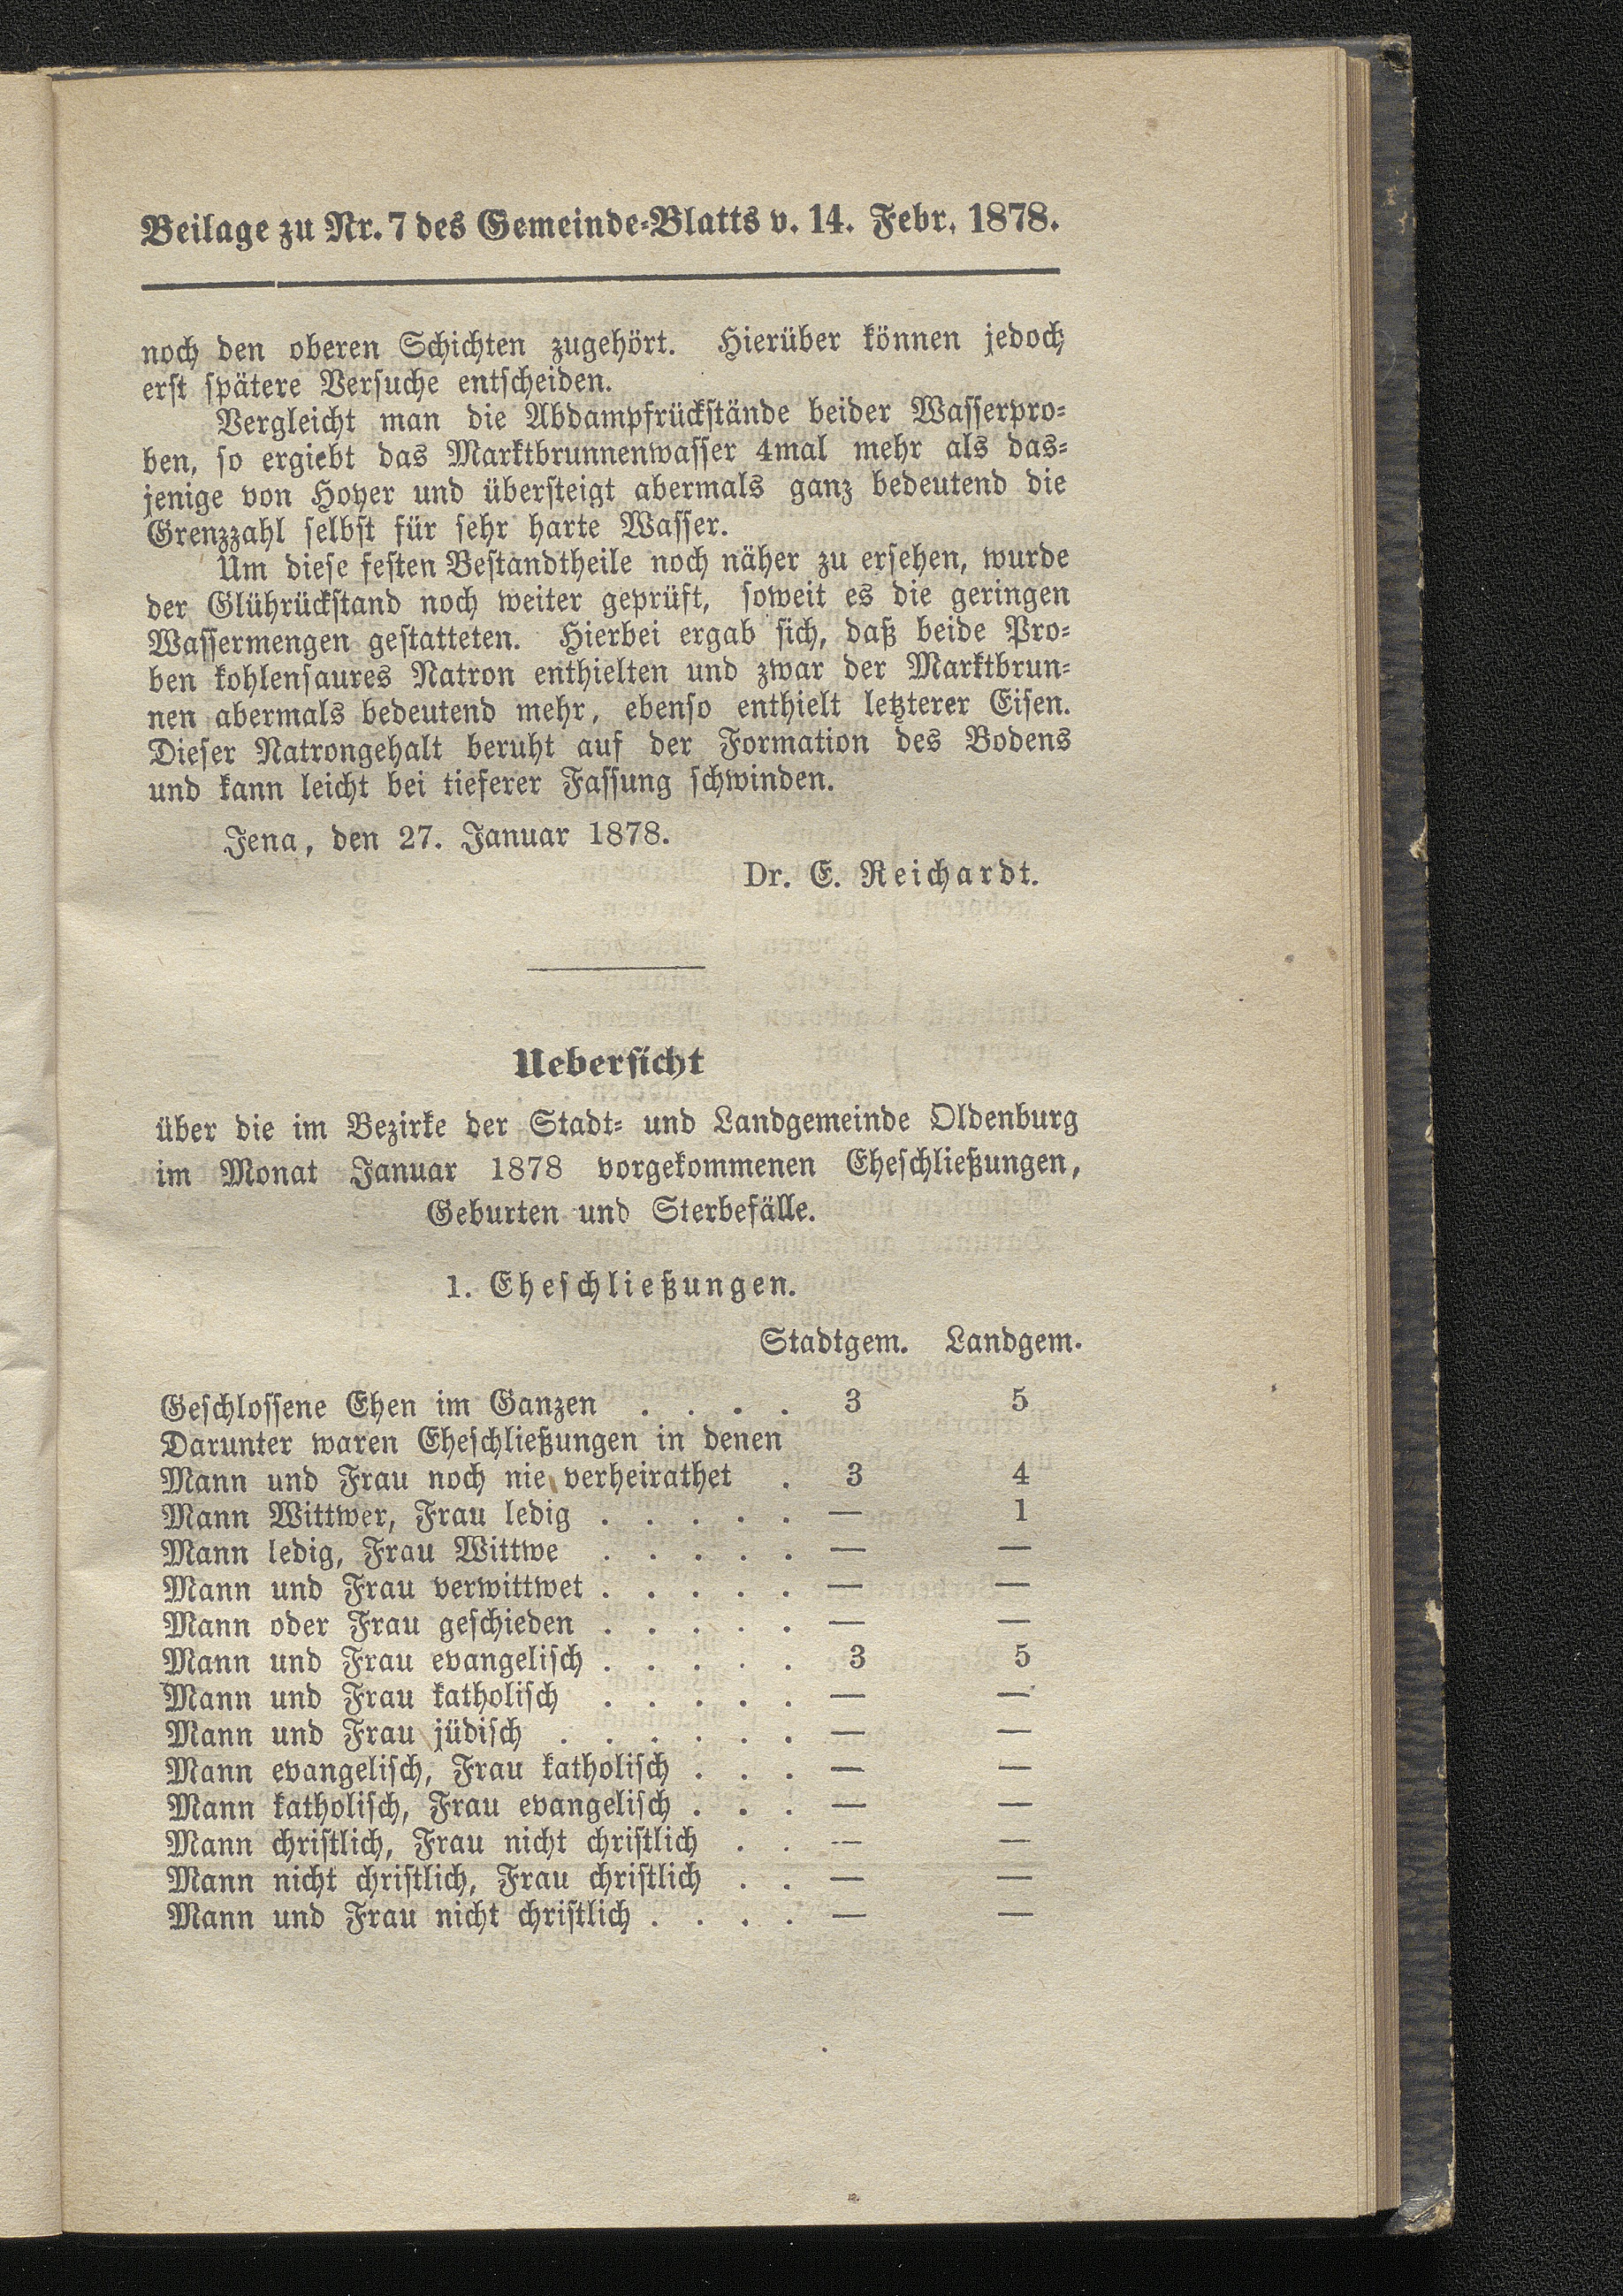 Beilage zu Nr. 7 des Gemeinde-Blatts v. 14. Febr. 1878.
noch den oberen Schichten zugehört. Hierüber können jedoch
erst spätere Versuche entscheiden.
Vergleicht man die Abdampfrückstände beider Wasserpro-
ben, so ergiebt das Marktbrunnenwasser 4mal mehr als das-
jenige von Hoyer und übersteigt abermals ganz bedeutend die
Grenzzahl selbst für sehr harte Wasser.
Um diese festen Bestandtheile noch näher zu ersehen, wurde
der Glührückstand noch weiter geprüft, soweit es die geringen
Wassermengen gestatteten. Hierbei ergab sich, daß beide Pro-
ben kohlensaures Natron enthielten und zwar der Marktbrun-
nen abermals bedeutend mehr, ebenso enthielt letzterer Eisen.
Dieser Natrongehalt beruht auf der Formation des Bodens
und kann leicht bei tieferer Fassung schwinden.
Jena, den 27. Januar 1878.
Dr. E. Reichardt.
Uebersicht
über die im Bezirke der Stadt- und Landgemeinde Oldenburg
im Monat Januar 1878 vorgekommenen Eheschließungen,
Geburten und Sterbefälle.
1. Eheschließungen.
Stadtgem. Landgem.
Geschlossene Ehen im Ganzen . . . . 3 5
Darunter waren Eheschließungen in denen
Mann und Frau noch nie verheirathet . 3 4
Mann Wittwer, Frau ledig . . . . . — 1
Mann ledig, Frau Wittwe . . . . . — —
Mann und Frau verwittwet . . . . . — —
Mann oder Frau geschieden . . . . . — —
Mann und Frau evangelisch . . . . . 3 5
Mann und Frau katholisch . . . . . — —
Mann und Frau jüdisch . . . . . . — —
Mann evangelisch, Frau katholisch . . . — —
Mann katholisch, Frau evangelisch . . . — —
Mann christlich, Frau nicht christlich . . — —
Mann nicht christlich, Frau christlich . . — —
Mann und Frau nicht christlich . . . . — —